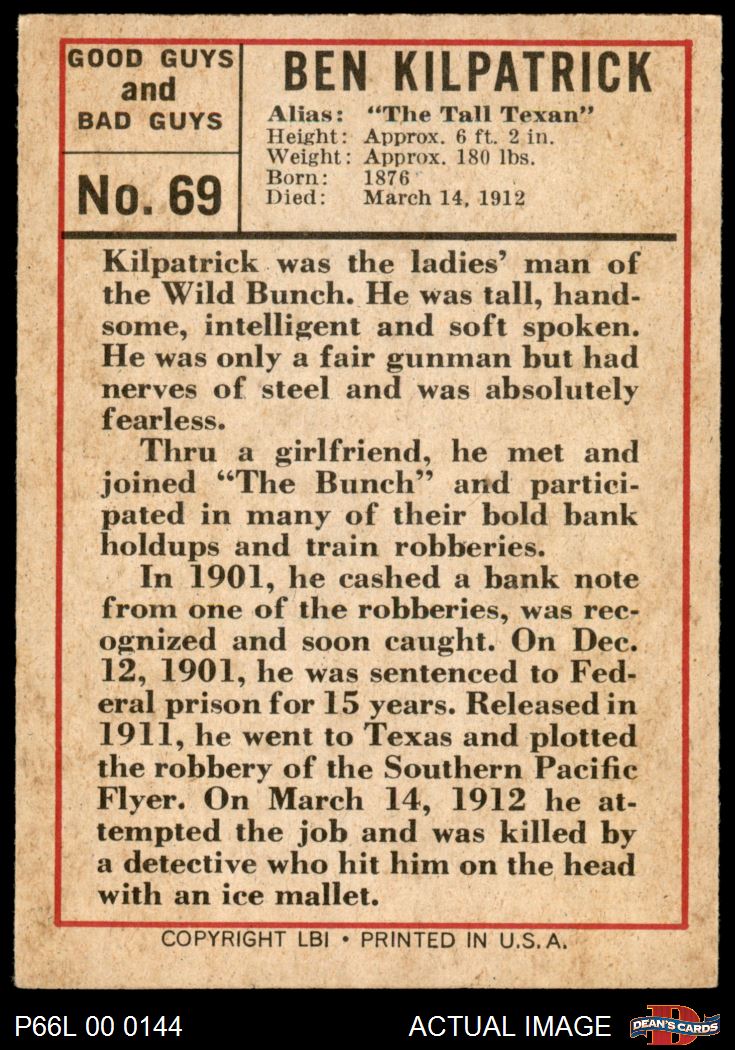 GOOD GUYS
and
BAD GUYS
No. 69
BEN KILPATRICK
Alias: “The Tall Texan”
Height: Approx. 6 ft. 2 in.
Weight: Approx. 180 lbs.
Born: 1876
Died: March 14, 1912
Kilpatrick was the ladies’ man of
the Wild Bunch. He was tall, hand-
some, intelligent and soft spoken.
He was only a fair gunman but had
nerves of steel and was absolutely
fearless.
Thru a girlfriend, he met and
joined “The Bunch” and partici-
pated in many of their bold bank
holdups and train robberies.
In 1901, he cashed a bank note
from one of the robberies, was rec-
ognized and soon caught. On Dec.
12, 1901, he was sentenced to Fed-
eral prison for 15 years. Released in
1911, he went to Texas and plotted
the robbery of the Southern Pacific
Flyer. On March 14, 1912 he at-
tempted the job and was killed by
a detective who hit him on the head
with an ice mallet.
COPYRIGHT LBI • PRINTED IN U.S.A.
P66L 00 0144
ACTUAL IMAGE
D
DEAN'S CARDS